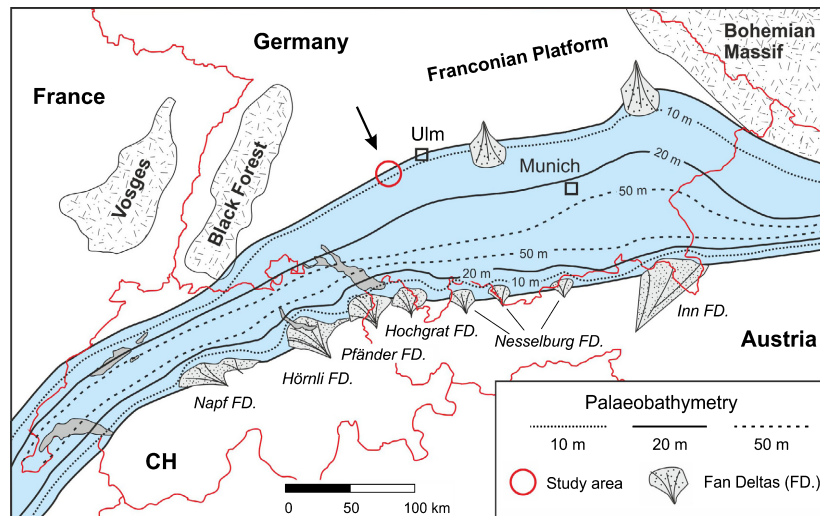 Germany
Franconian Platform
Bohemian
Massif
France
Ulm
10 m
20 m
Munich
50 m
Vosges
Black Forest
50 m
20 m
10 m
Hochgrat FD.
Nesselburg FD.
Inn FD.
Pfänder FD.
Hörnli FD.
Napf FD.
Austria
CH
Palaeobathymetry
10 m
20 m
50 m
Study area
Fan Deltas (FD.)
0
50
100 km